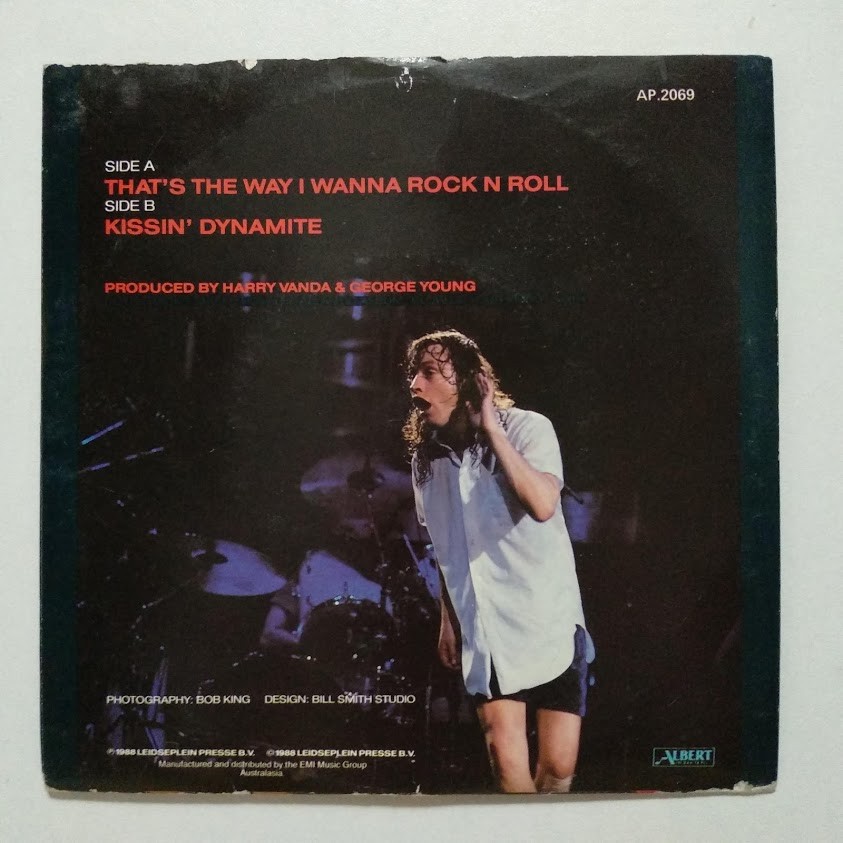 AP.2069
SIDE A
THAT'S THE WAY I WANNA ROCK N ROLL
SIDE B
KISSIN' DYNAMITE
PRODUCED BY HARRY VANDA & GEORGE YOUNG
PHOTOGRAPHY: BOB KING DESIGN: BILL SMITH STUDIO
℗1988 LEIDSEPLEIN PRESSE B.V. ©1988 LEIDSEPLEIN PRESSE B.V.
Manufactured and distributed by the EMI Music Group
Australasia
ALBERT